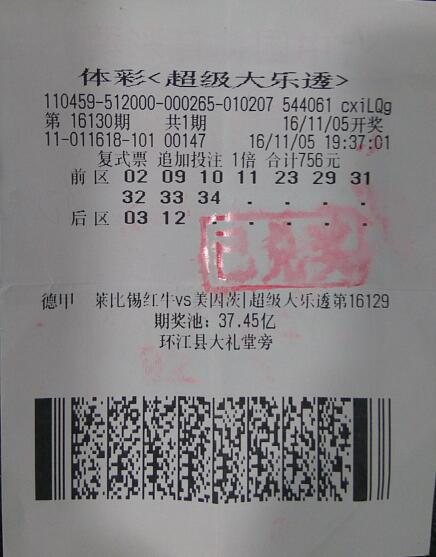 体彩<超级大乐透>
110459-512000-000265-010207 544061 cxiLQg
第 16130期 共1期 16/11/05开奖
11-011618-101 00147 16/11/05 19:37:01
复式票 追加投注 1倍 合计756元
前区 02 09 10 11 23 29 31
32 33 34 - - - -
后区 03 12 - - - - -
已兑奖
德甲 莱比锡红牛vs美因茨|超级大乐透第16129
期奖池：37.45亿
环江县大礼堂旁